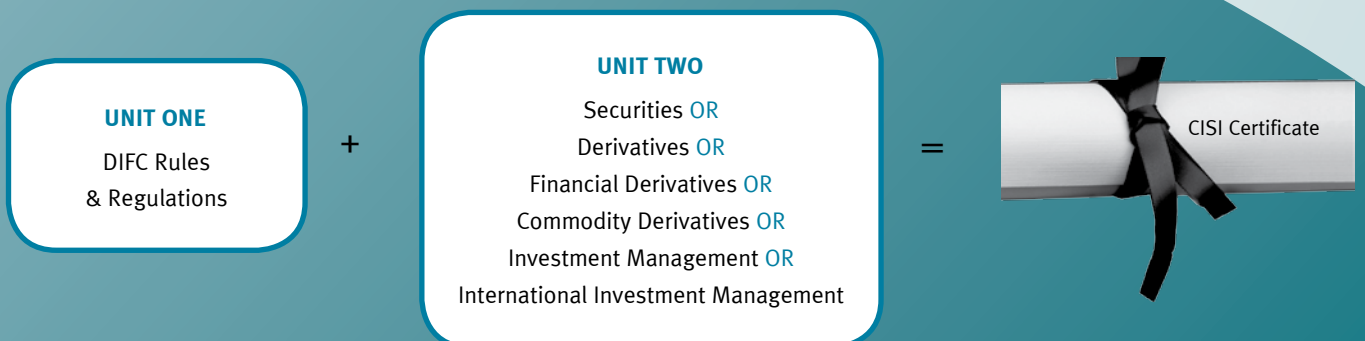 UNIT ONE
DIFC Rules
& Regulations
+
UNIT TWO
Securities OR
Derivatives OR
Financial Derivatives OR
Commodity Derivatives OR
Investment Management OR
International Investment Management
=
CISI Certificate